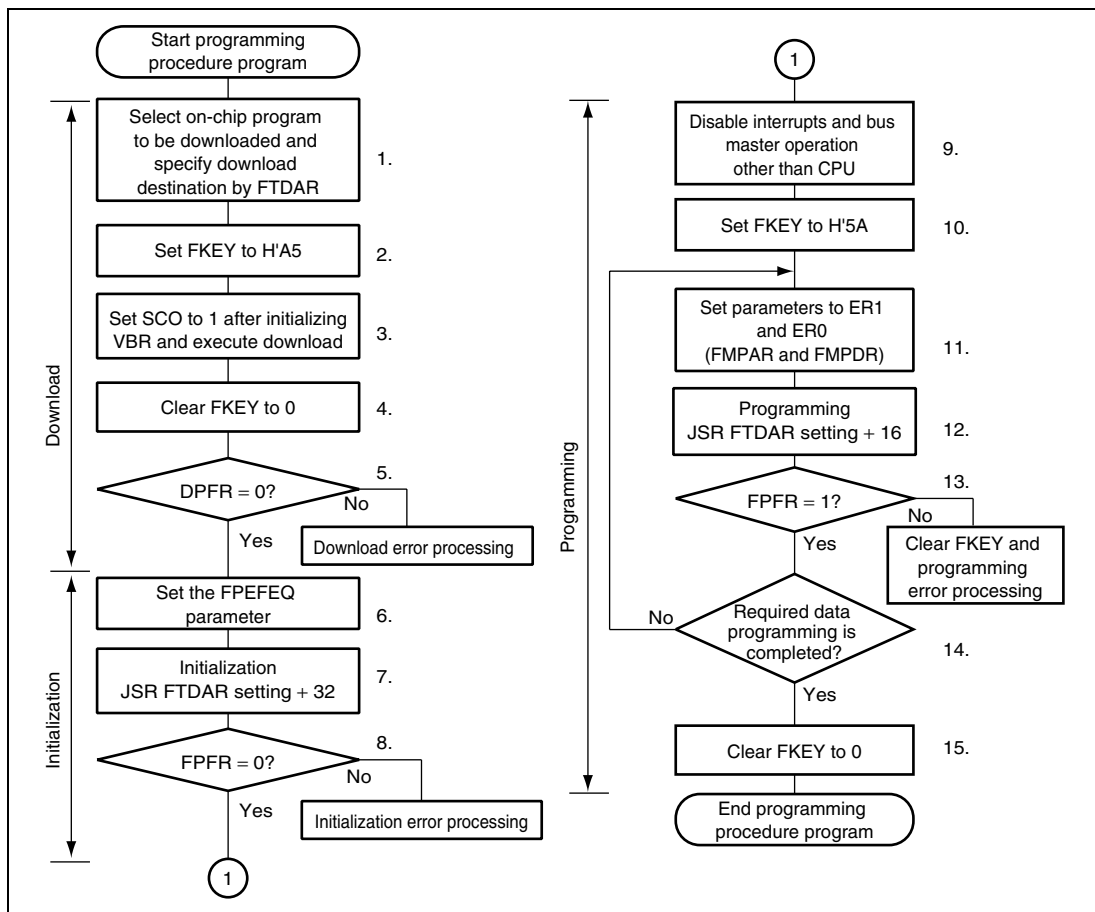 Start programming
procedure program
Download
Select on-chip program
to be downloaded and
specify download
destination by FTDAR
1.
Set FKEY to H'A5
2.
Set SCO to 1 after initializing
VBR and execute download
3.
Clear FKEY to 0
4.
5.
DPFR = 0?
No
Yes
Download error processing
Initialization
Set the FPEFEQ
parameter
6.
Initialization
JSR FTDAR setting + 32
7.
8.
FPFR = 0?
No
Yes
Initialization error processing
1
1
Programming
Disable interrupts and bus
master operation
other than CPU
9.
Set FKEY to H'5A
10.
Set parameters to ER1
and ER0
(FMPAR and FMPDR)
11.
Programming
JSR FTDAR setting + 16
12.
13.
FPFR = 1?
No
Yes
Clear FKEY and
programming
error processing
No
Required data
programming is
completed?
14.
Yes
Clear FKEY to 0
15.
End programming
procedure program